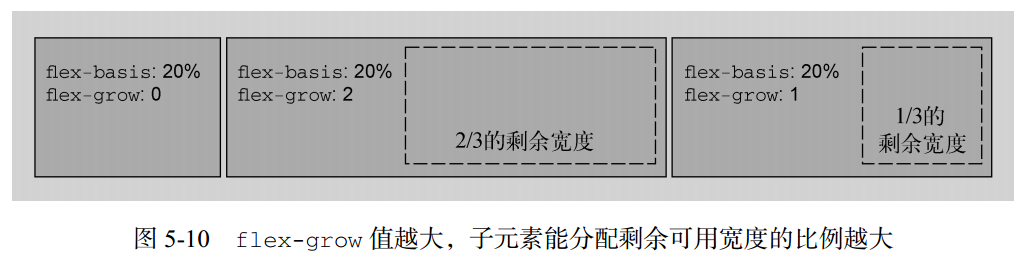 flex-basis: 20%
flex-grow: 0
flex-basis: 20%
flex-grow: 2
2/3的剩余宽度
flex-basis: 20%
flex-grow: 1
1/3的
剩余宽度
图 5-10 flex-grow 值越大，子元素能分配剩余可用宽度的比例越大